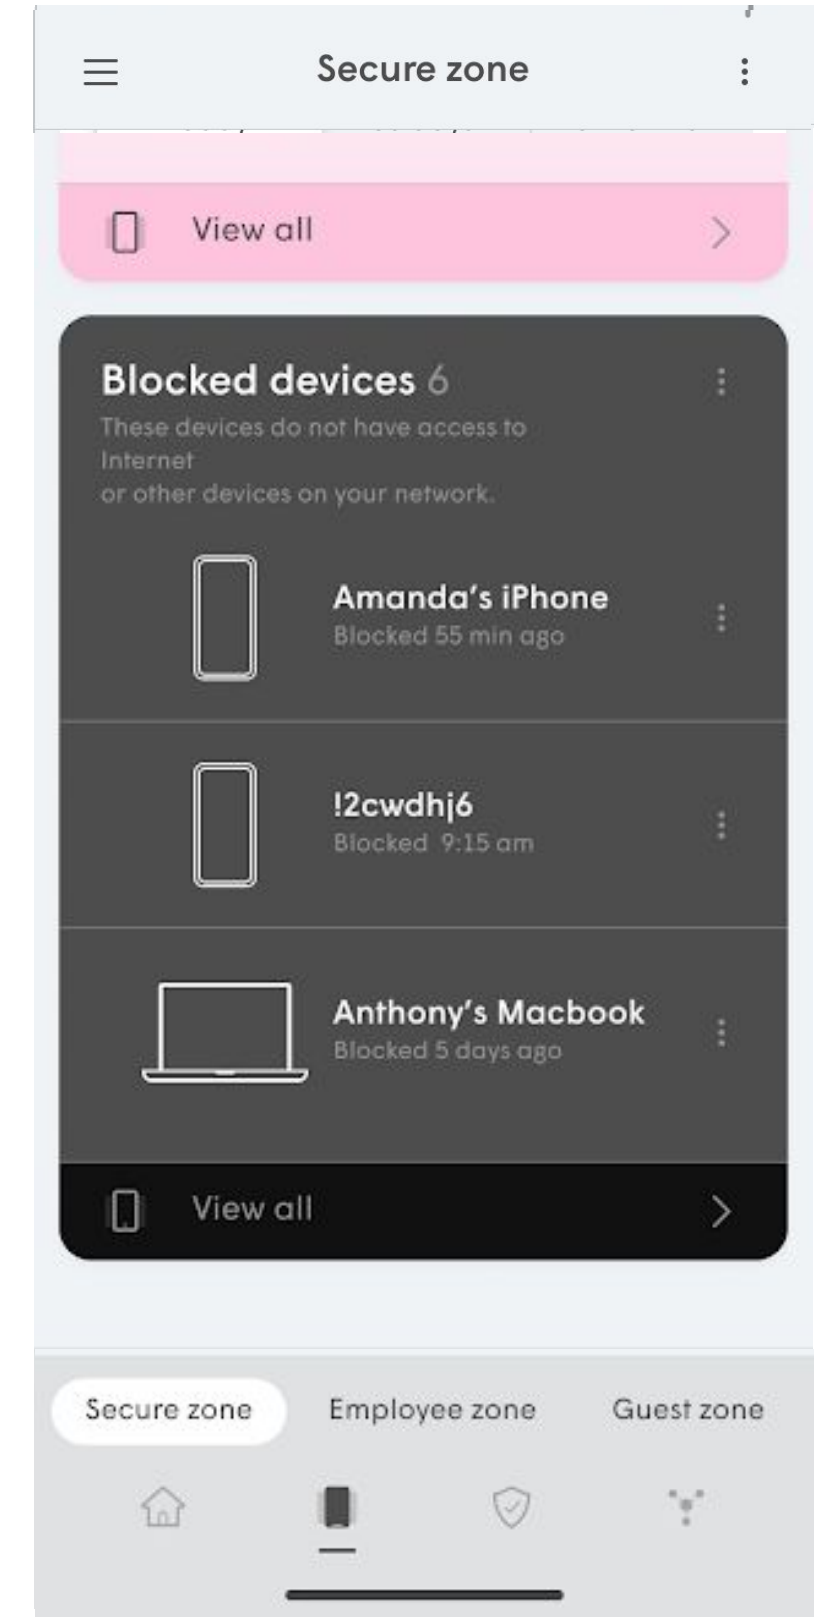 Secure zone
View all
Blocked devices 6
These devices do not have access to
Internet
or other devices on your network.
Amanda's iPhone
Blocked 55 min ago
!2cwdhj6
Blocked 9:15 am
Anthony's Macbook
Blocked 5 days ago
View all
Secure zone Employee zone Guest zone